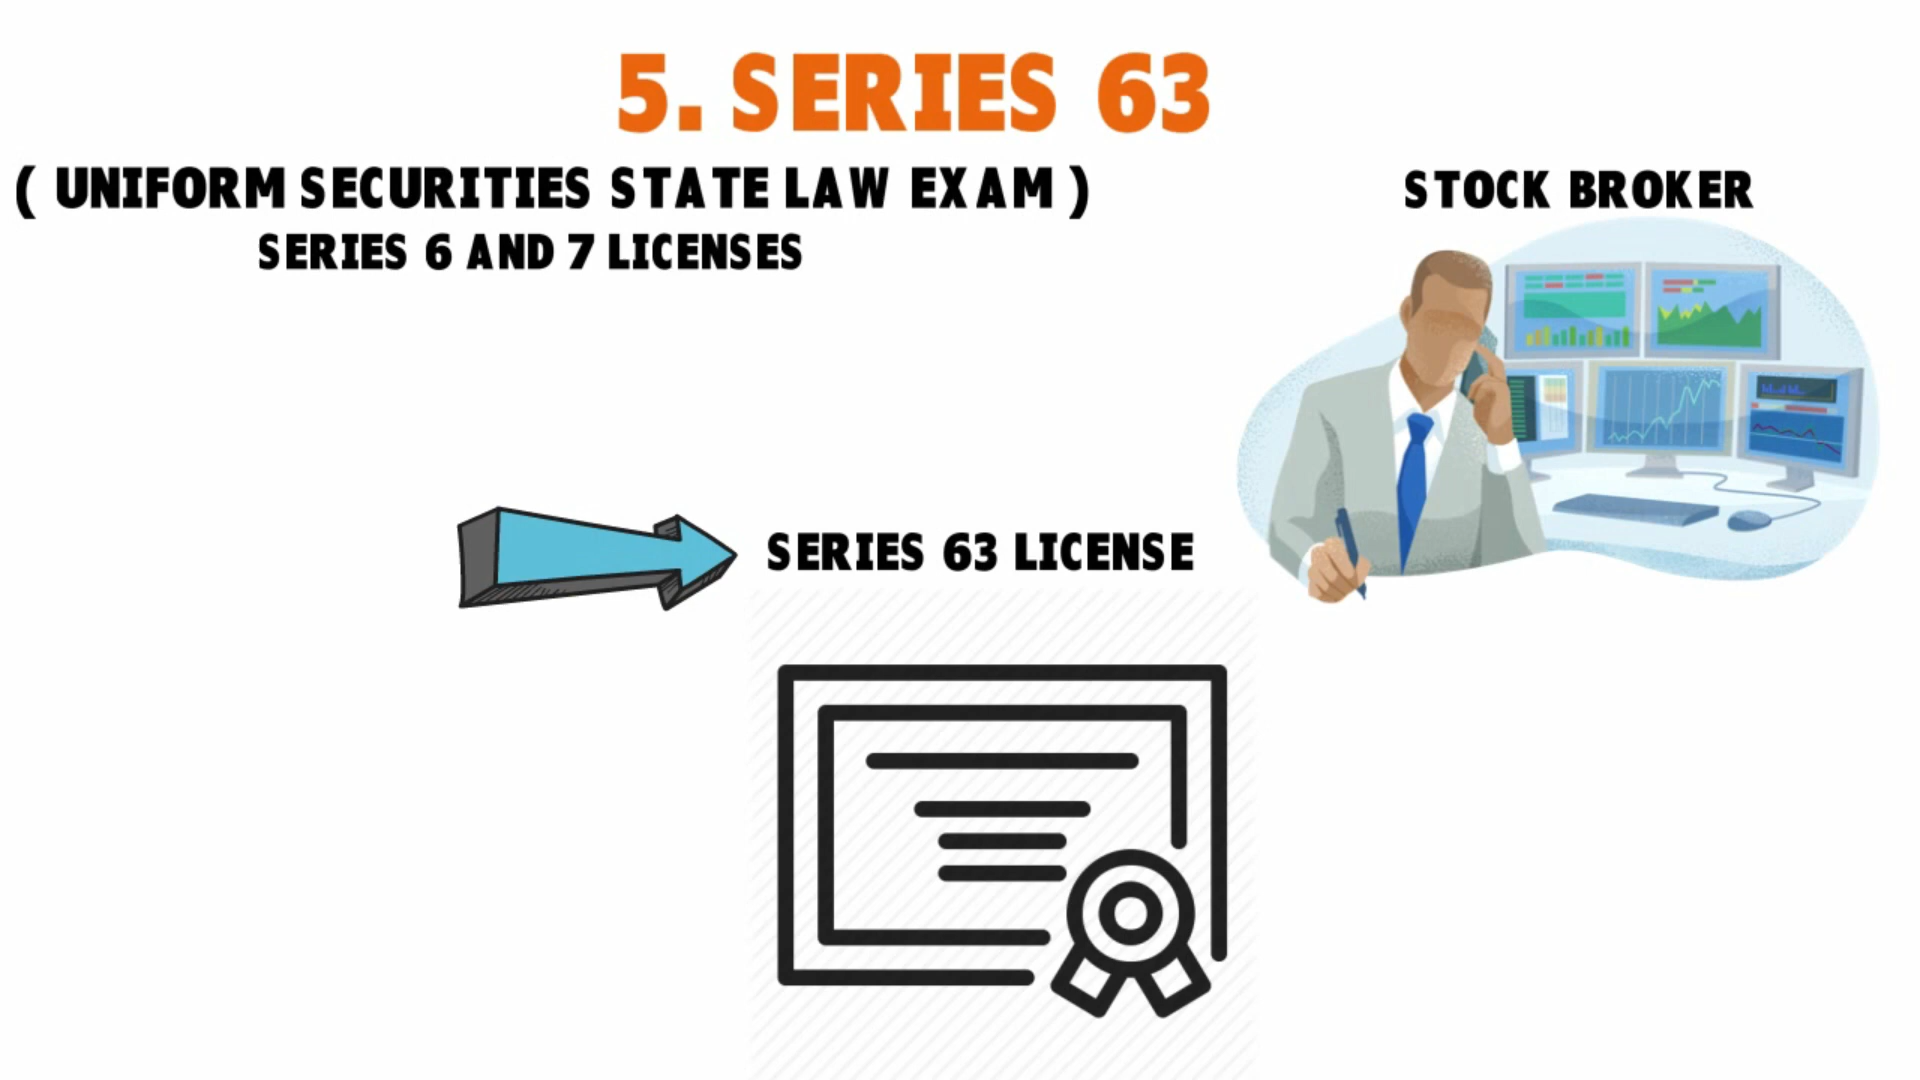 5. SERIES 63
( UNIFORM SECURITIES STATE LAW EXAM )
STOCK BROKER
SERIES 6 AND 7 LICENSES
SERIES 63 LICENSE